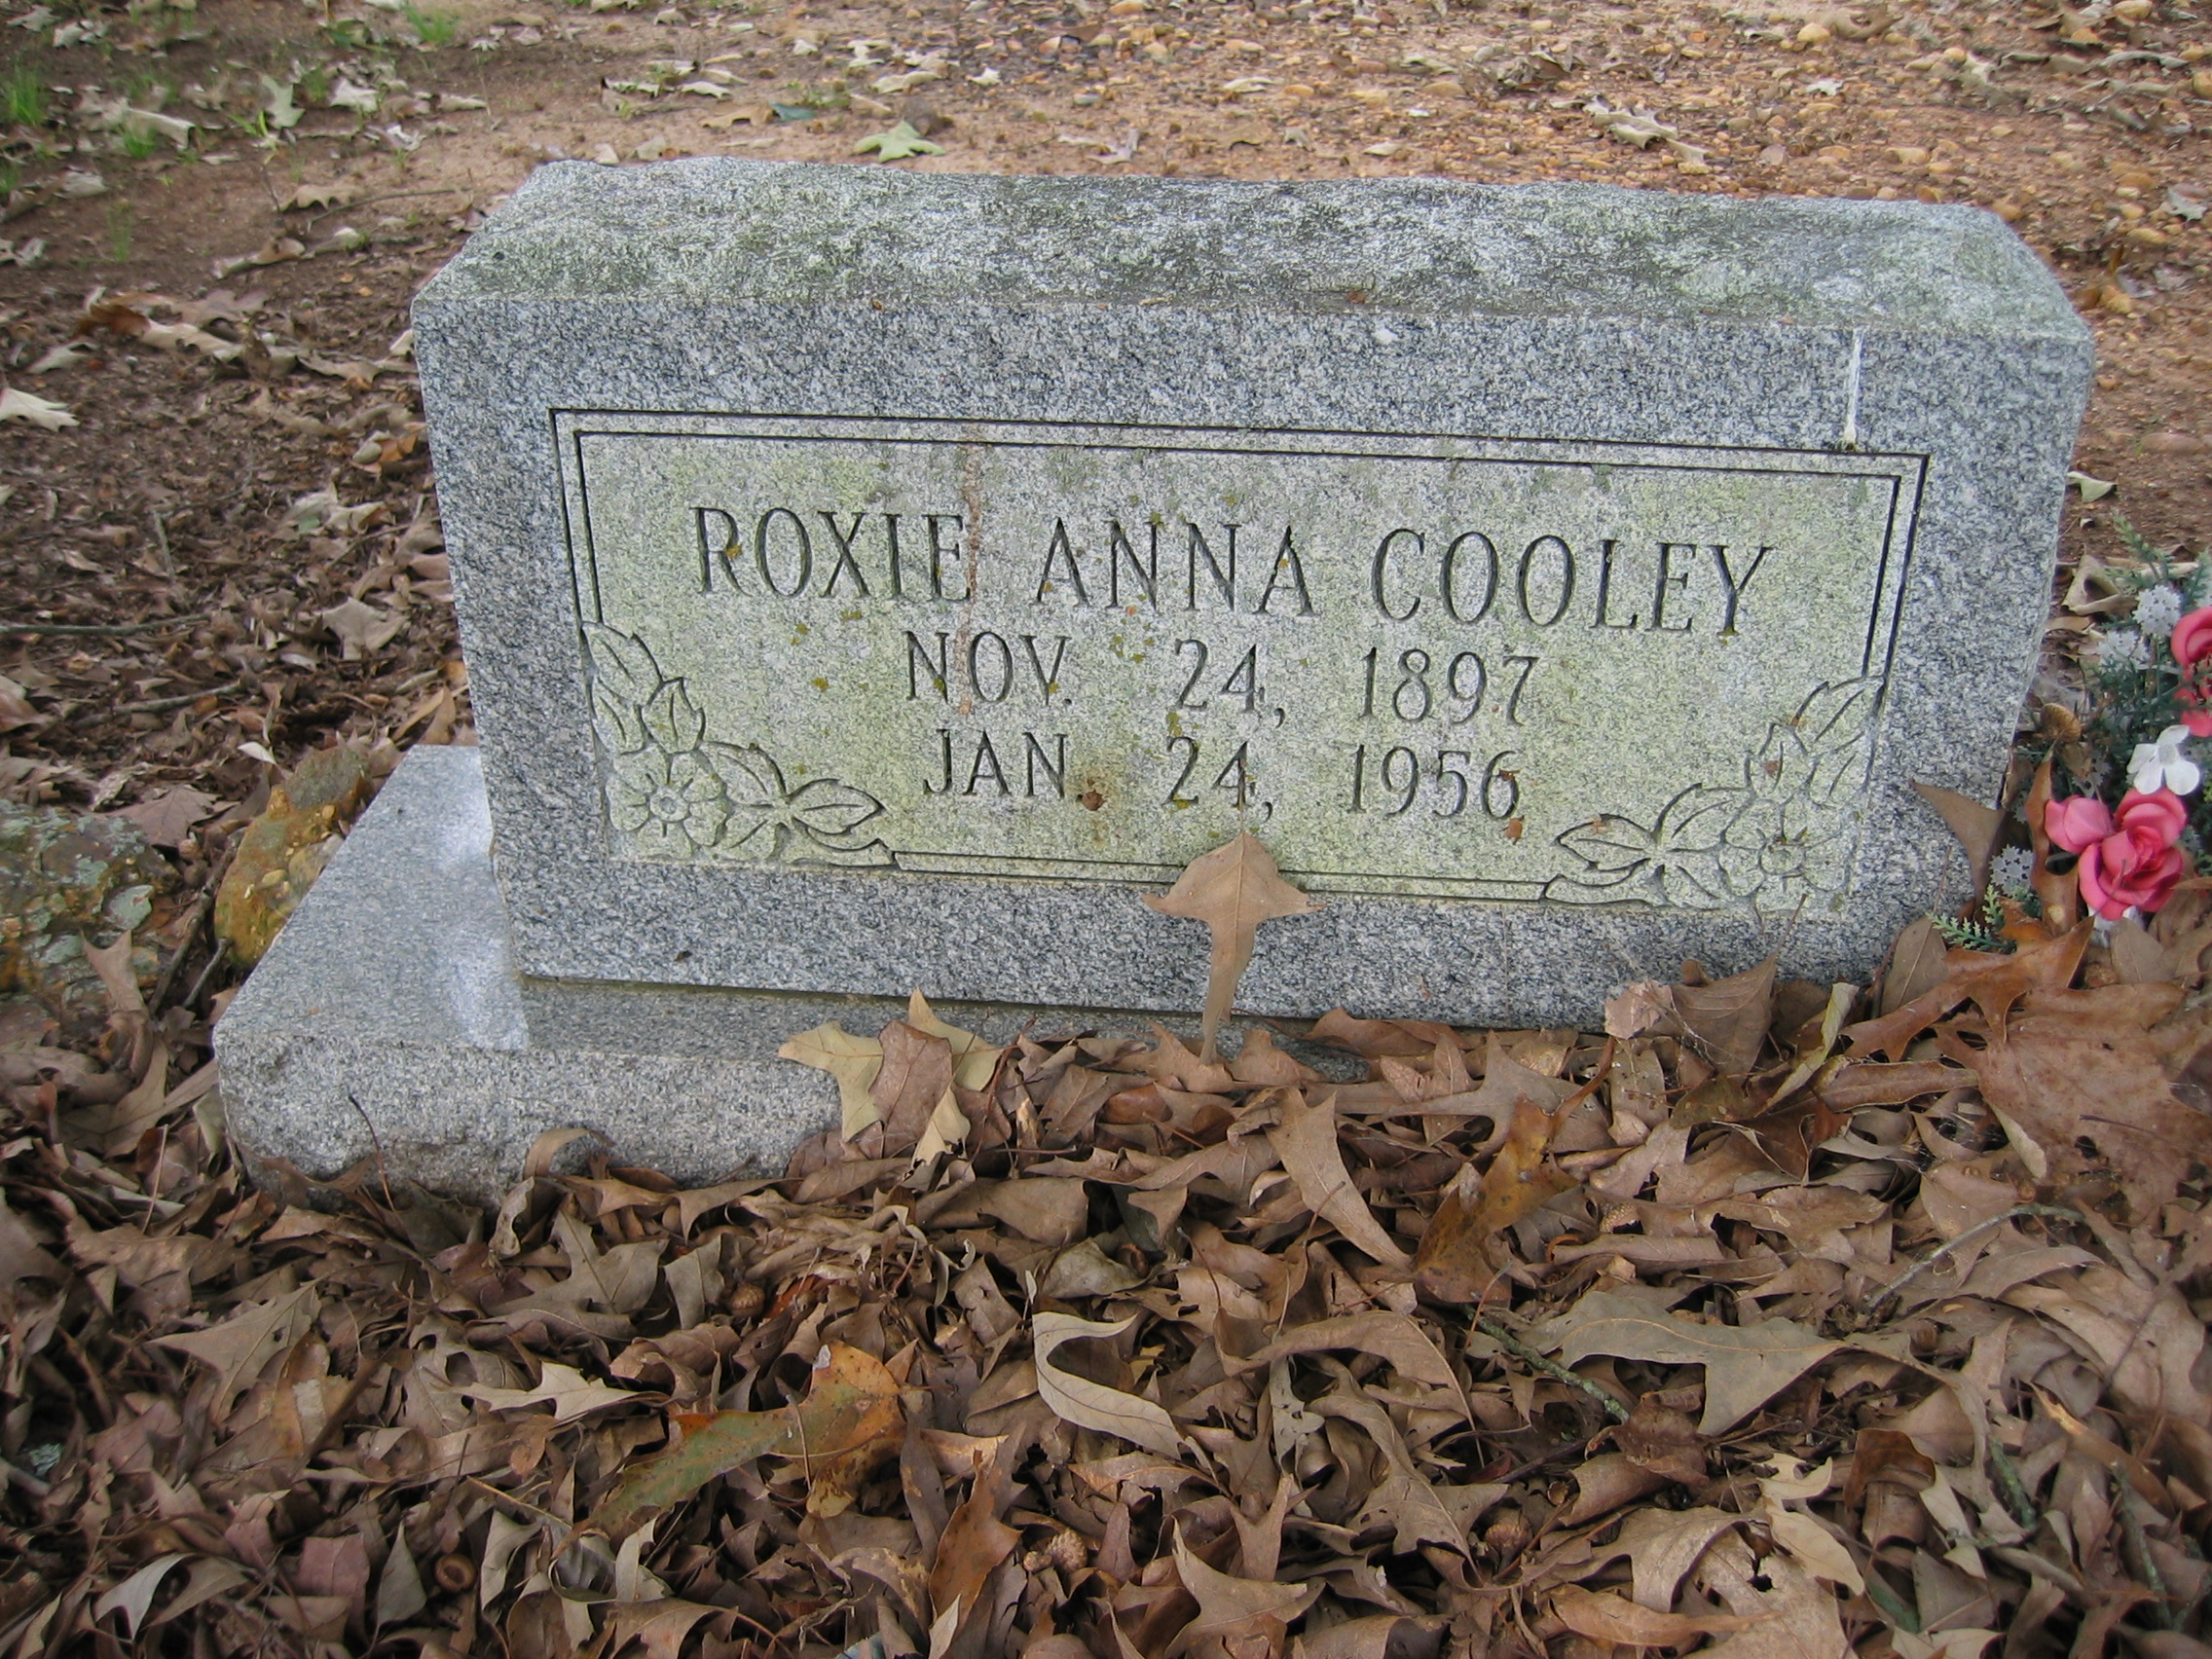 ROXIE ANNA COOLEY
NOV. 24, 1897
JAN. 24, 1956